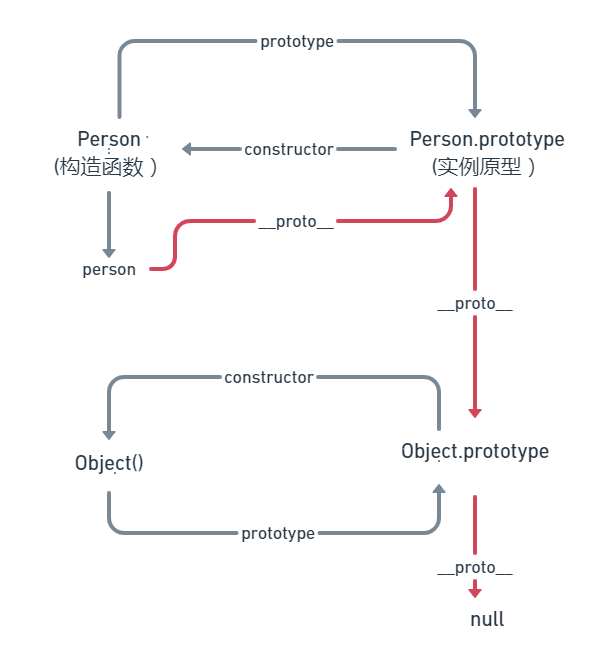 prototype
Person
(构造函数）
constructor
Person.prototype
(实例原型）
__proto__
person
__proto__
constructor
Object()
Object.prototype
prototype
__proto__
null